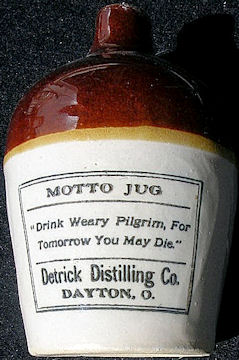 MOTTO JUG
"Drink Weary Pilgrim, For
Tomorrow You May Die."
Detrick Distilling Co.
DAYTON, O.